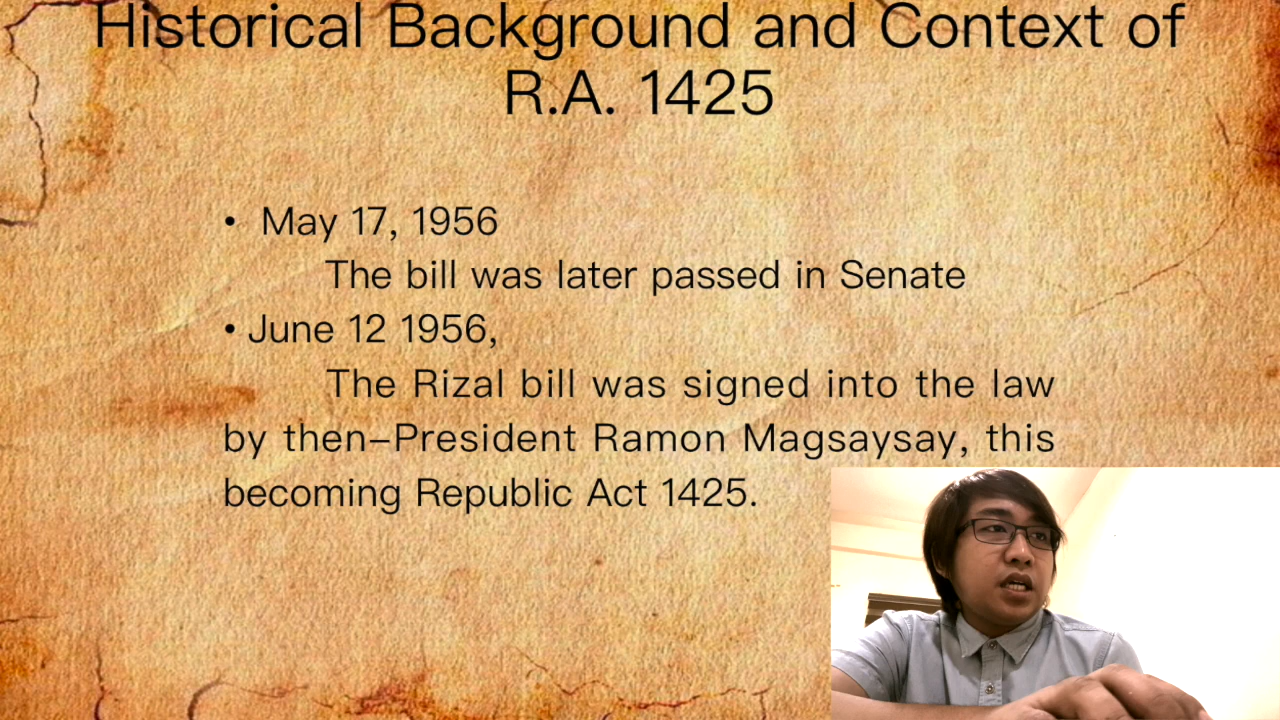 Historical Background and Context of
R.A. 1425
• May 17, 1956
The bill was later passed in Senate
• June 12 1956,
The Rizal bill was signed into the law
by then–President Ramon Magsaysay, this
becoming Republic Act 1425.